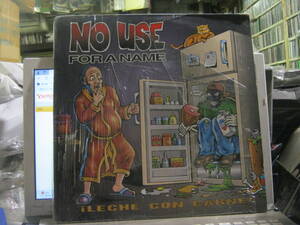 NO USE
FOR A NAME
¡LECHE CON CARNE!